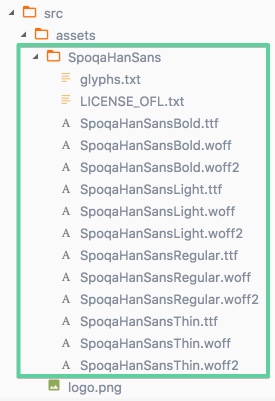 src
assets
SpoqaHanSans
glyphs.txt
LICENSE_OFL.txt
SpoqaHanSansBold.ttf
SpoqaHanSansBold.woff
SpoqaHanSansBold.woff2
SpoqaHanSansLight.ttf
SpoqaHanSansLight.woff
SpoqaHanSansLight.woff2
SpoqaHanSansRegular.ttf
SpoqaHanSansRegular.woff
SpoqaHanSansRegular.woff2
SpoqaHanSansThin.ttf
SpoqaHanSansThin.woff
SpoqaHanSansThin.woff2
logo.png